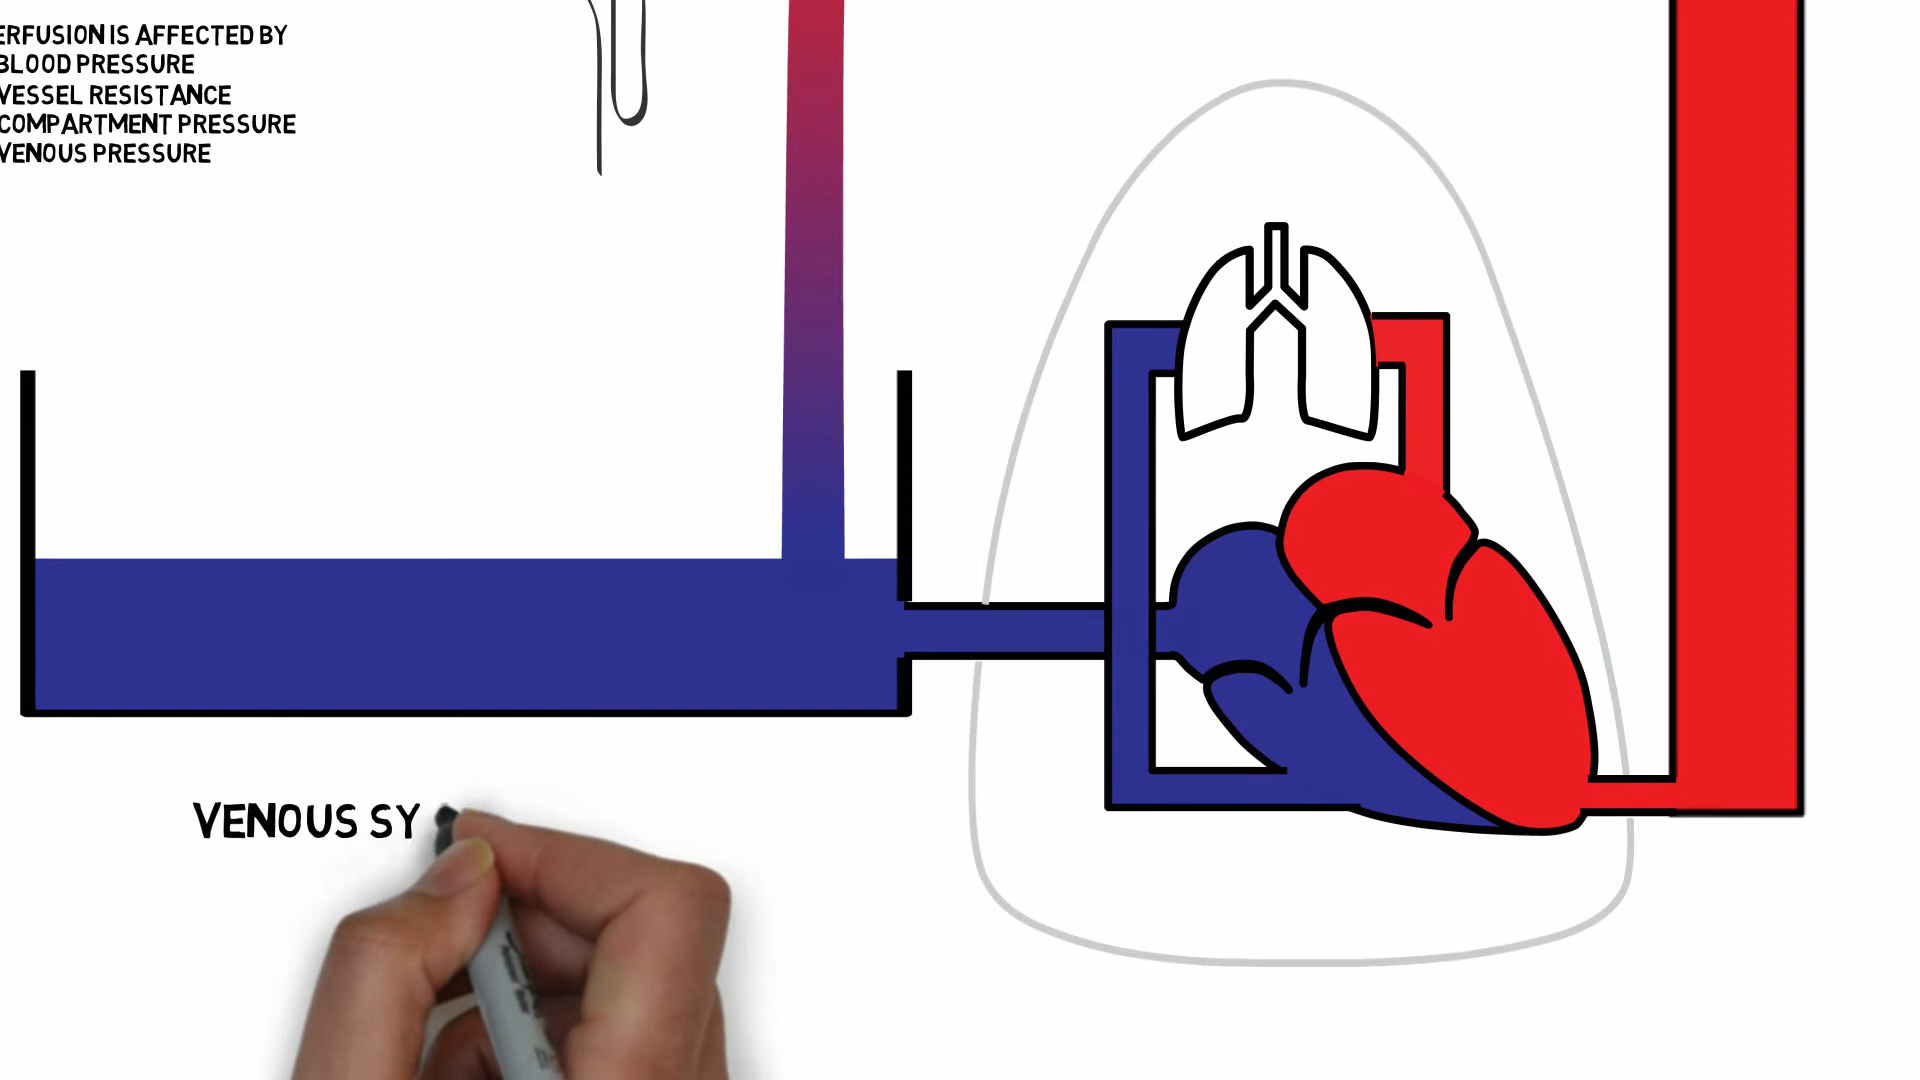 ERFUSION IS AFFECTED BY
BLOOD PRESSURE
VESSEL RESISTANCE
COMPARTMENT PRESSURE
VENOUS PRESSURE
VENOUS SY